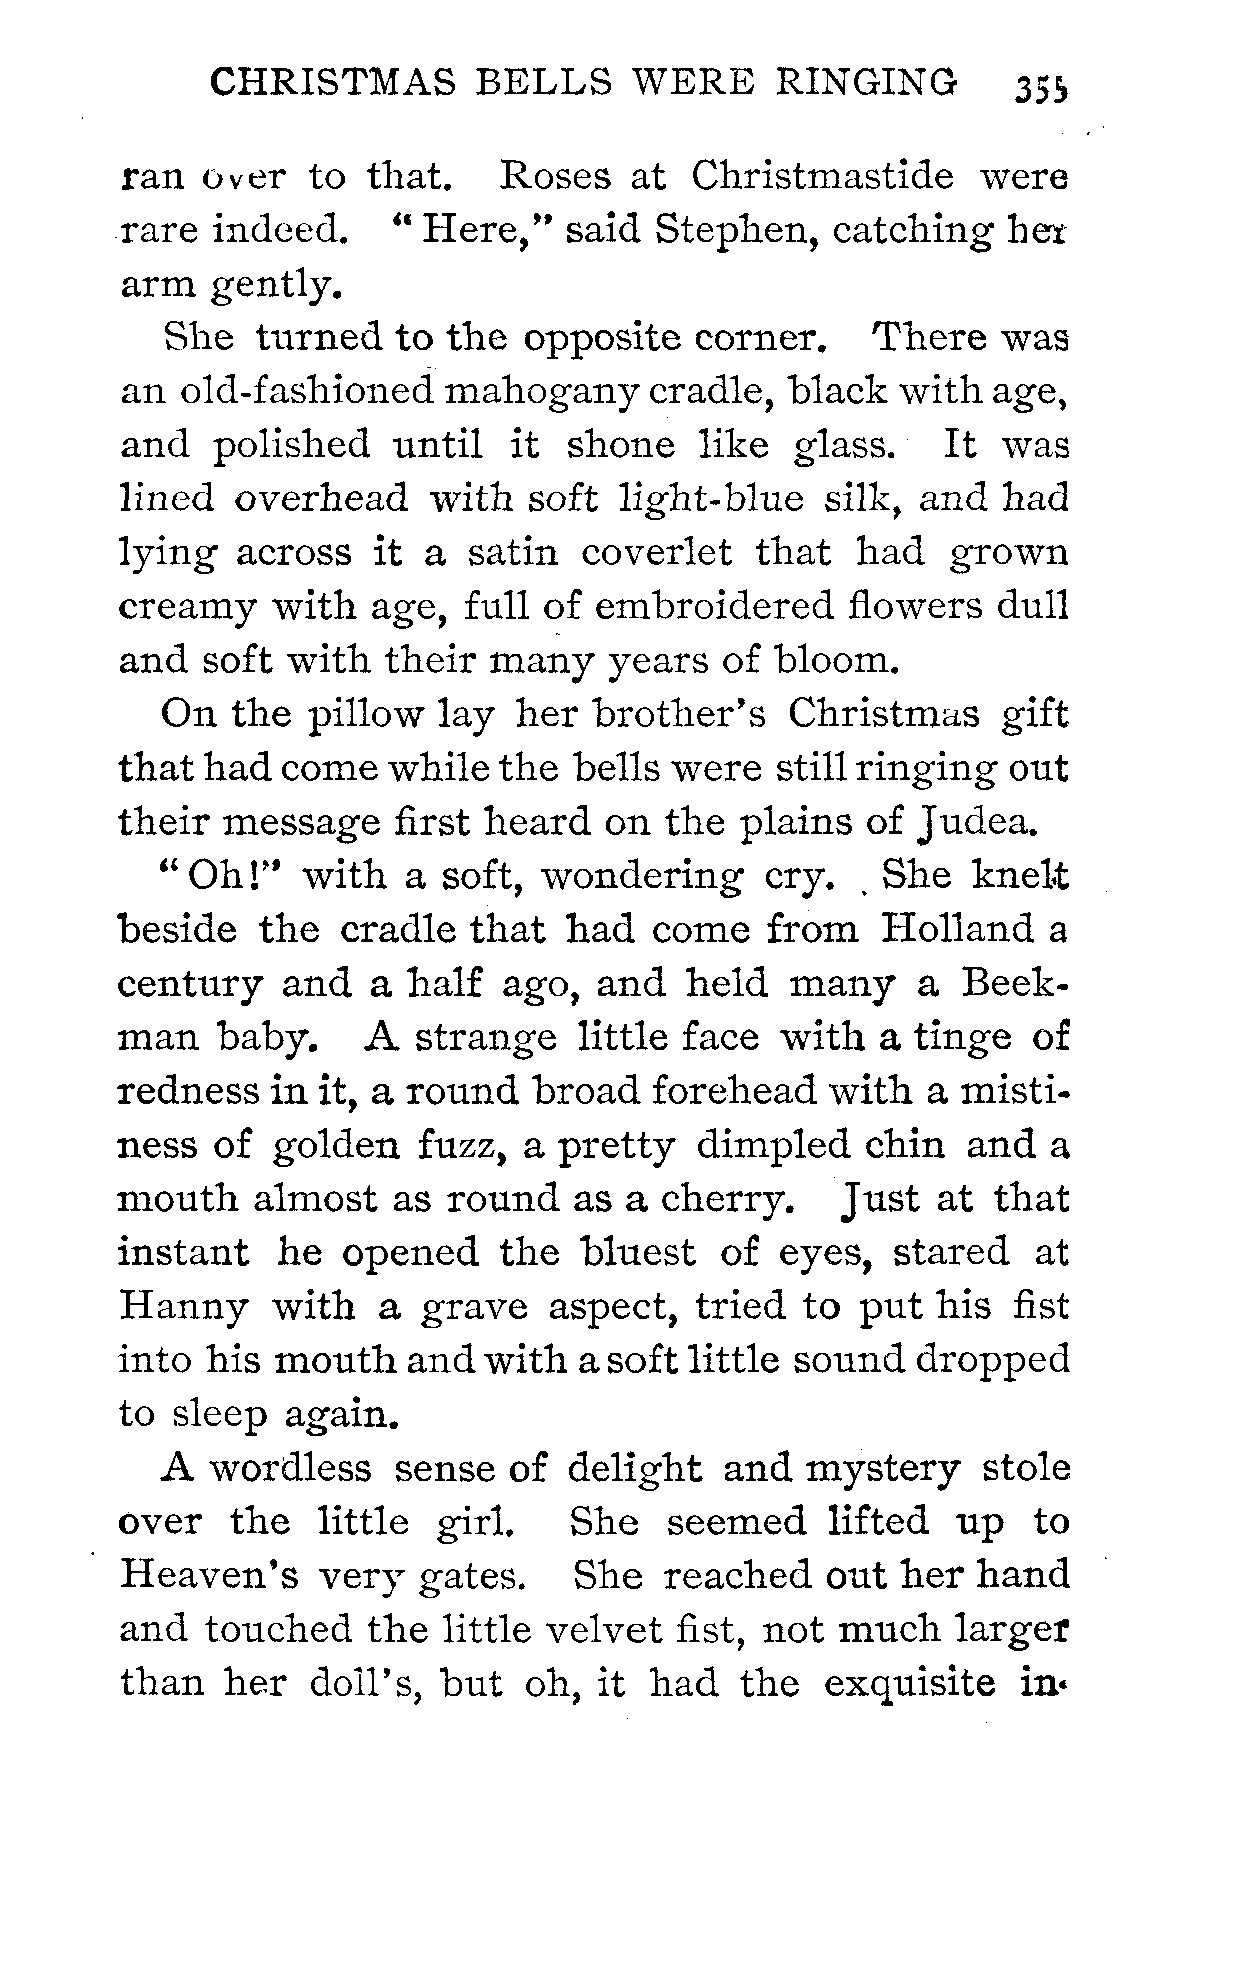 CHRISTMAS BELLS WERE RINGING 355
ran over to that. Roses at Christmastide were
rare indeed. “Here,” said Stephen, catching her
arm gently.
She turned to the opposite corner. There was
an old-fashioned mahogany cradle, black with age,
and polished until it shone like glass. It was
lined overhead with soft light-blue silk, and had
lying across it a satin coverlet that had grown
creamy with age, full of embroidered flowers dull
and soft with their many years of bloom.
On the pillow lay her brother’s Christmas gift
that had come while the bells were still ringing out
their message first heard on the plains of Judea.
“Oh!” with a soft, wondering cry. She knelt
beside the cradle that had come from Holland a
century and a half ago, and held many a Beek-
man baby. A strange little face with a tinge of
redness in it, a round broad forehead with a misti-
ness of golden fuzz, a pretty dimpled chin and a
mouth almost as round as a cherry. Just at that
instant he opened the bluest of eyes, stared at
Hanny with a grave aspect, tried to put his fist
into his mouth and with a soft little sound dropped
to sleep again.
A wordless sense of delight and mystery stole
over the little girl. She seemed lifted up to
Heaven’s very gates. She reached out her hand
and touched the little velvet fist, not much larger
than her doll’s, but oh, it had the exquisite in-